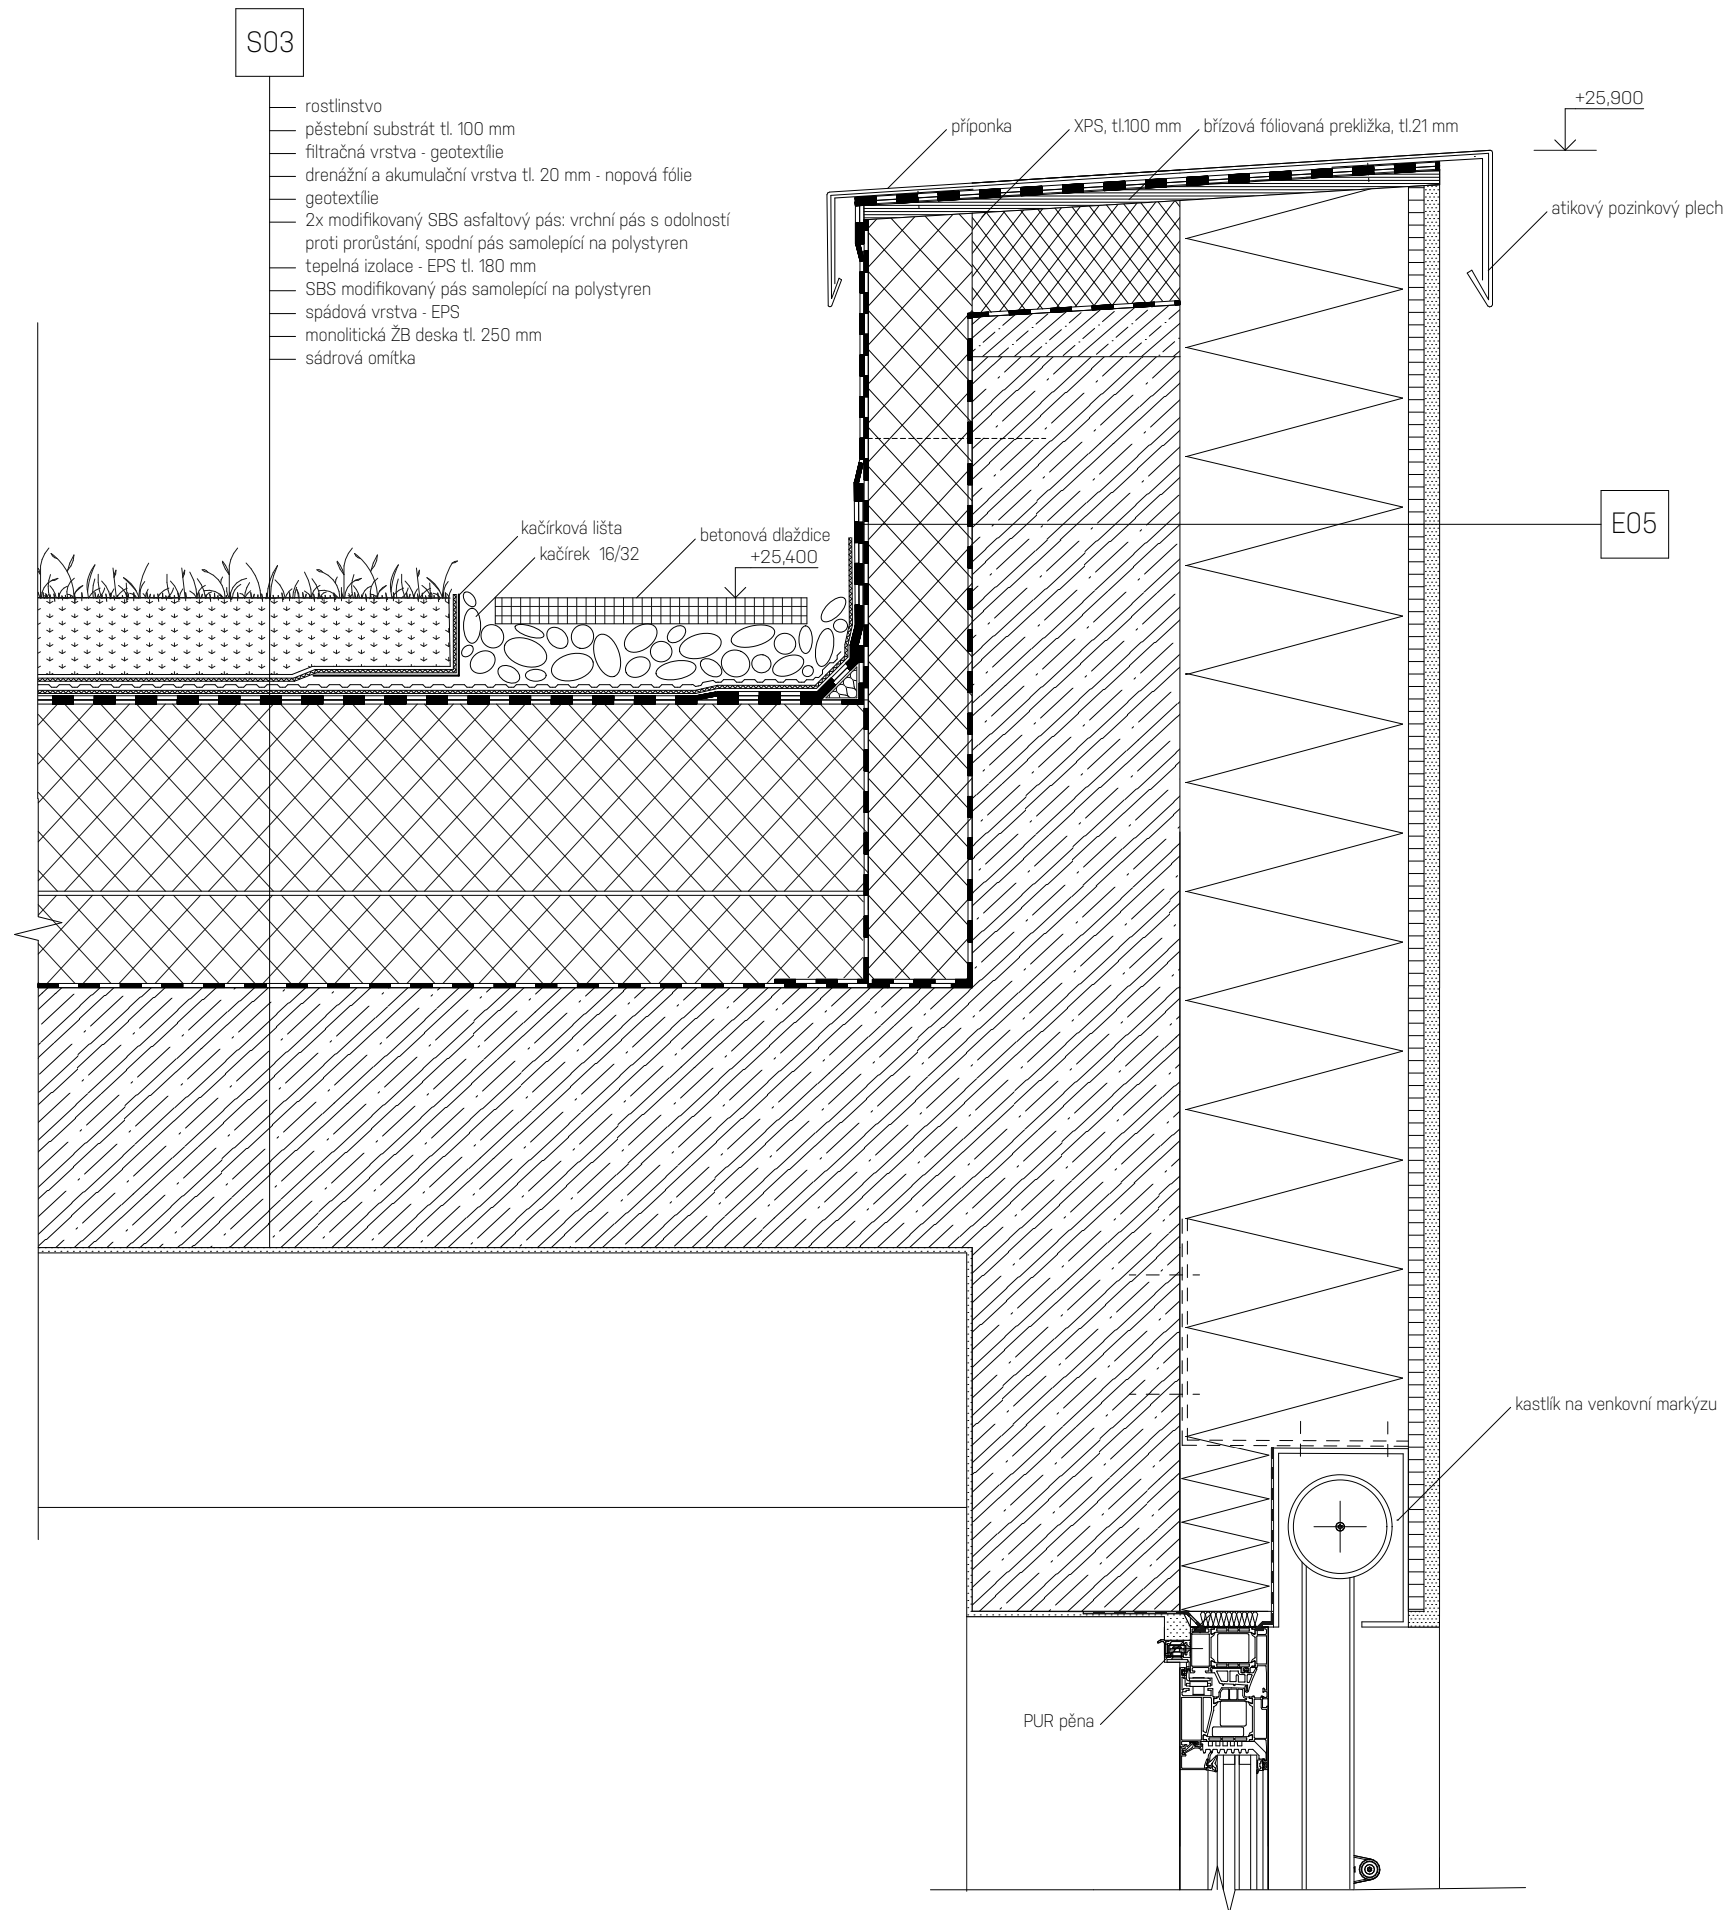 S03
rostlinstvo
pěstební substrát tl. 100 mm
filtračná vrstva - geotextílie
drenážní a akumulační vrstva tl. 20 mm - nopová fólie
geotextílie
2x modifikovaný SBS asfaltový pás: vrchní pás s odolností
proti prorůstání, spodní pás samolepící na polystyren
tepelná izolace - EPS tl. 180 mm
SBS modifikovaný pás samolepící na polystyren
spádová vrstva - EPS
monolitická ŽB deska tl. 250 mm
sádrová omítka
příponka
XPS, tl.100 mm
břízová fóliovaná prekližka, tl.21 mm
+25,900
atikový pozinkový plech
E05
kačírková lišta
kačírek 16/32
betonová dlaždice
+25,400
kastlík na venkovní markýzu
PUR pěna